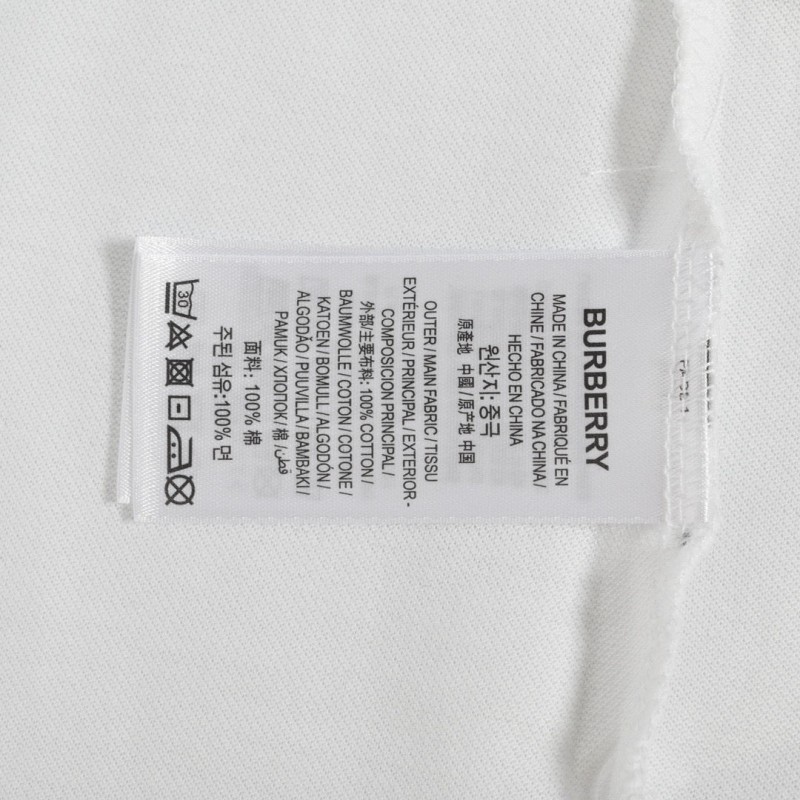 BURBERRY
MADE IN CHINA / FABRIQUÉ EN
CHINE / FABRICADO NA CHINA /
HECHO EN CHINA
원산지: 중국
原產地 中國 / 原产地 中国
OUTER / MAIN FABRIC / TISSU
EXTÉRIEUR / PRINCIPAL / EXTERIOR -
COMPOSICION PRINCIPAL /
外部/主要布料: 100% COTTON /
BAUMWOLLE / COTON / COTONE /
KATOEN / BOMULL / ALGODÓN /
ALGODÃO / PUUVILLA / BAMBAKI /
PAMUK / ΧΛΟΠΟΚ / 棉 / قطن
面料: 100% 棉
주된 섬유:100% 면
30